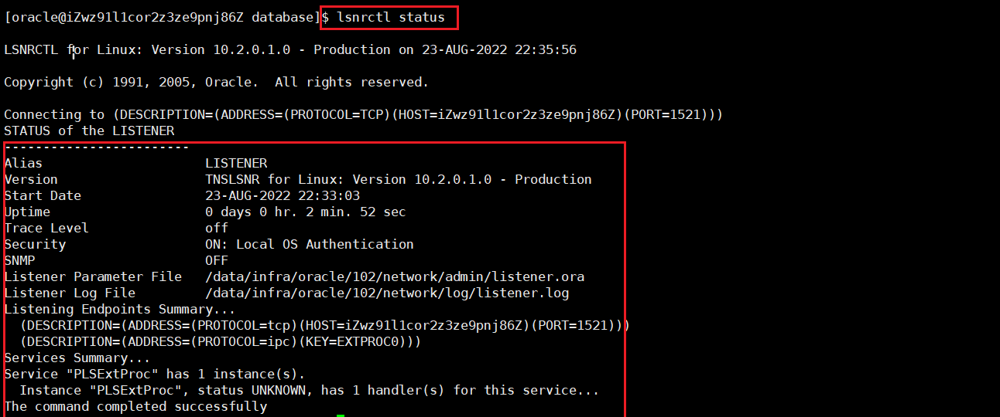 [oracle@iZwz91l1cor2z3ze9pnj86Z database]$ lsnrctl status
LSNRCTL for Linux: Version 10.2.0.1.0 - Production on 23-AUG-2022 22:35:56
Copyright (c) 1991, 2005, Oracle.  All rights reserved.
Connecting to (DESCRIPTION=(ADDRESS=(PROTOCOL=TCP)(HOST=iZwz91l1cor2z3ze9pnj86Z)(PORT=1521)))
STATUS of the LISTENER
------------------------
Alias                     LISTENER
Version                   TNSLSNR for Linux: Version 10.2.0.1.0 - Production
Start Date                23-AUG-2022 22:33:03
Uptime                    0 days 0 hr. 2 min. 52 sec
Trace Level               off
Security                  ON: Local OS Authentication
SNMP                      OFF
Listener Parameter File   /data/infra/oracle/102/network/admin/listener.ora
Listener Log File         /data/infra/oracle/102/network/log/listener.log
Listening Endpoints Summary...
  (DESCRIPTION=(ADDRESS=(PROTOCOL=tcp)(HOST=iZwz91l1cor2z3ze9pnj86Z)(PORT=1521)))
  (DESCRIPTION=(ADDRESS=(PROTOCOL=ipc)(KEY=EXTPROC0)))
Services Summary...
Service "PLSExtProc" has 1 instance(s).
  Instance "PLSExtProc", status UNKNOWN, has 1 handler(s) for this service...
The command completed successfully